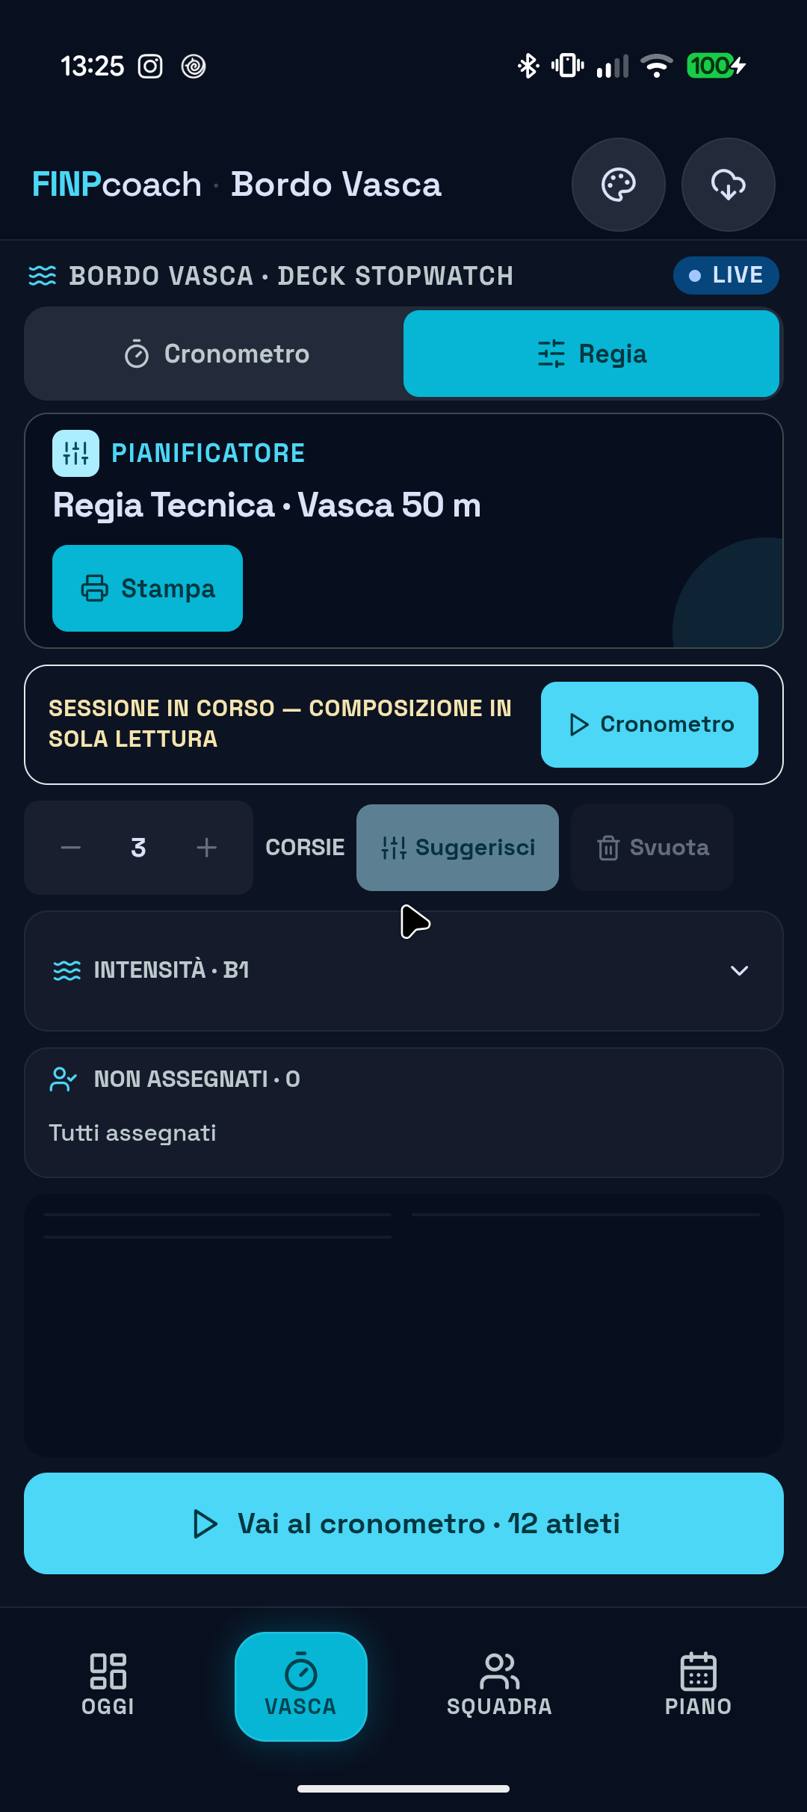 13:25
100
FINPcoach · Bordo Vasca
BORDO VASCA · DECK STOPWATCH
LIVE
Cronometro
Regia
PIANIFICATORE
Regia Tecnica · Vasca 50 m
Stampa
SESSIONE IN CORSO — COMPOSIZIONE IN
SOLA LETTURA
Cronometro
3
CORSIE
Suggerisci
Svuota
INTENSITÀ · B1
NON ASSEGNATI · 0
Tutti assegnati
Vai al cronometro · 12 atleti
OGGI
VASCA
SQUADRA
PIANO